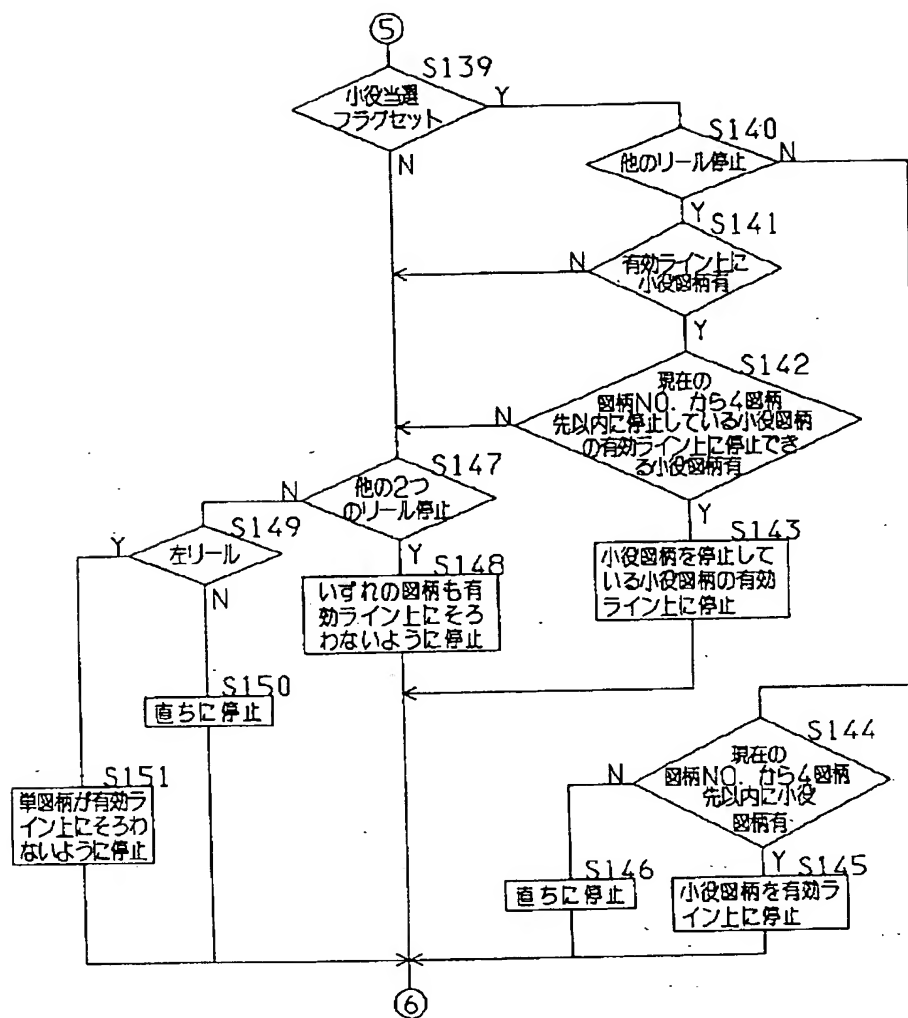 ⑤
S139
小役当選
フラグセット
Y
N
S140
他のリール停止
N
Y
S141
有効ライン上に
小役図柄有
N
Y
S142
現在の
図柄NO.から4図柄
先以内に停止している小役図柄
の有効ライン上に停止でき
る小役図柄有
N
Y
S143
小役図柄を停止して
いる小役図柄の有効
ライン上に停止
S147
他の2つ
のリール停止
N
Y
S148
いずれの図柄も有
効ライン上にそろ
わないように停止
S149
左リール
Y
N
S150
直ちに停止
S151
単図柄が有効ラ
イン上にそろわ
ないように停止
S144
現在の
図柄NO.から4図柄
先以内に小役
図柄有
N
Y
S145
小役図柄を有効ラ
イン上に停止
S146
直ちに停止
⑥